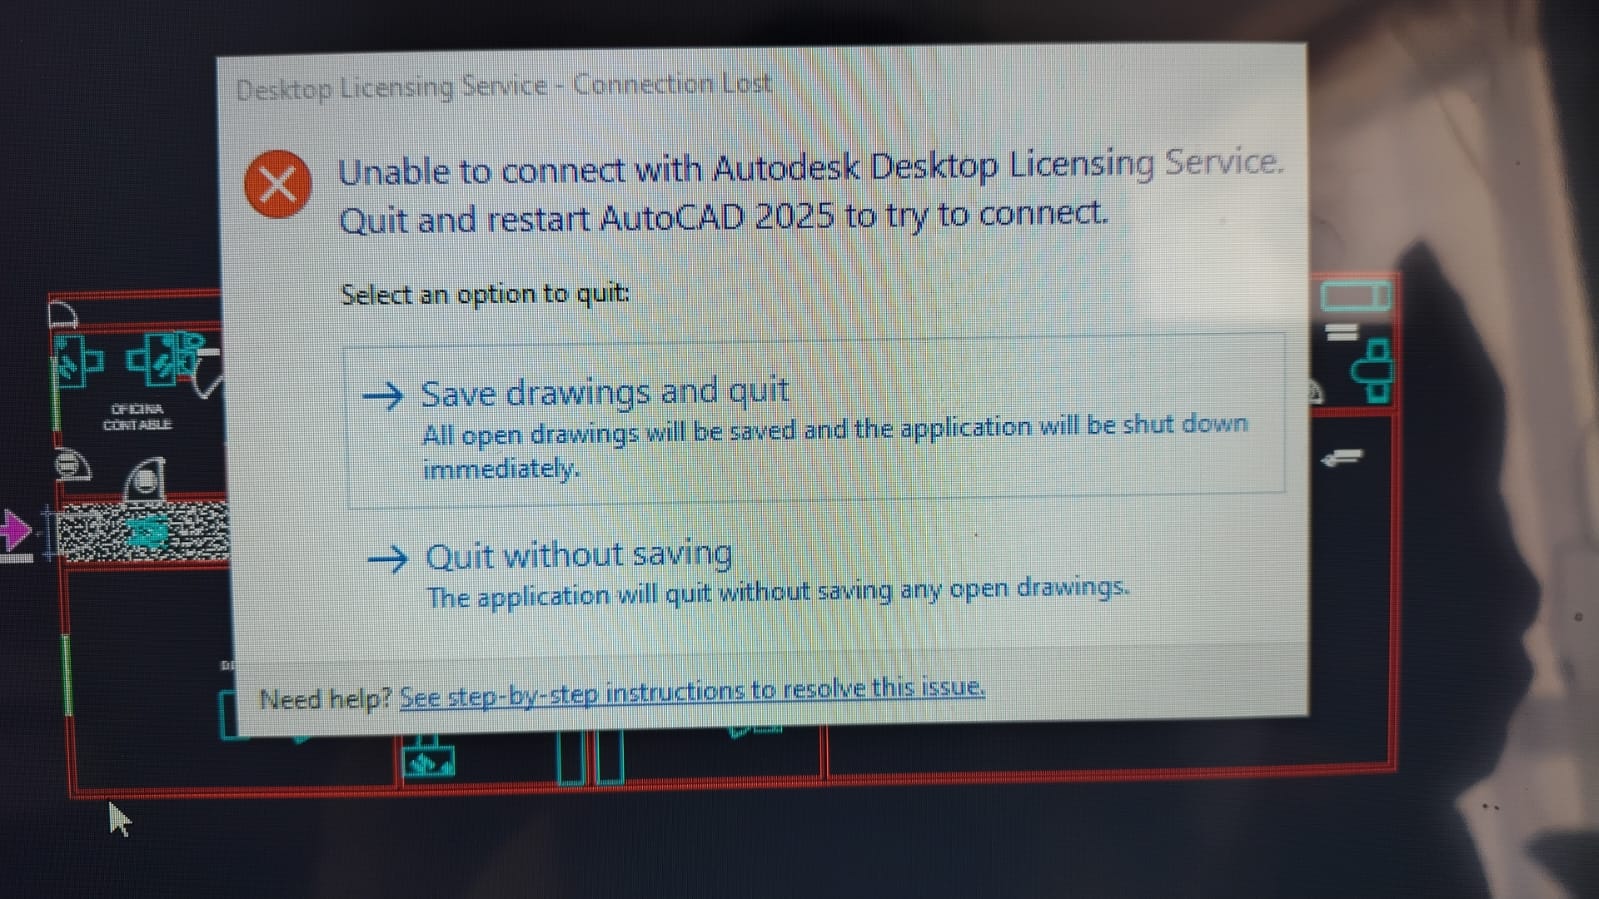 Desktop Licensing Service - Connection Lost
Unable to connect with Autodesk Desktop Licensing Service.
Quit and restart AutoCAD 2025 to try to connect.
Select an option to quit:
Save drawings and quit
All open drawings will be saved and the application will be shut down
immediately.
Quit without saving
The application will quit without saving any open drawings.
Need help? See step-by-step instructions to resolve this issue.
OFICINA
CONTABLE